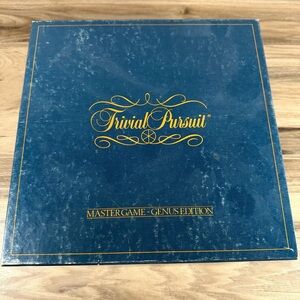 Trivial Pursuit
MASTER GAME - GENUS EDITION